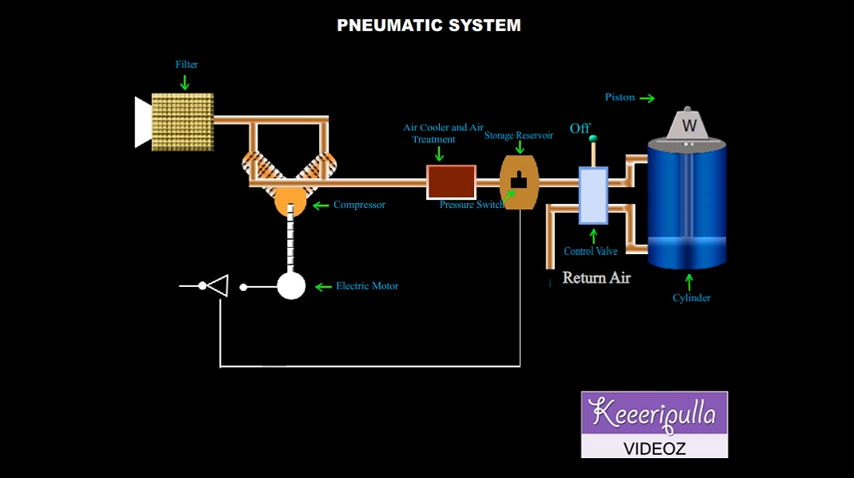 PNEUMATIC SYSTEM
Filter
Piston
W
Air Cooler and Air
Treatment
Storage Reservoir
Off
Compressor
Pressure Switch
Control Valve
Return Air
Electric Motor
Cylinder
Keeeripulla
VIDEOZ